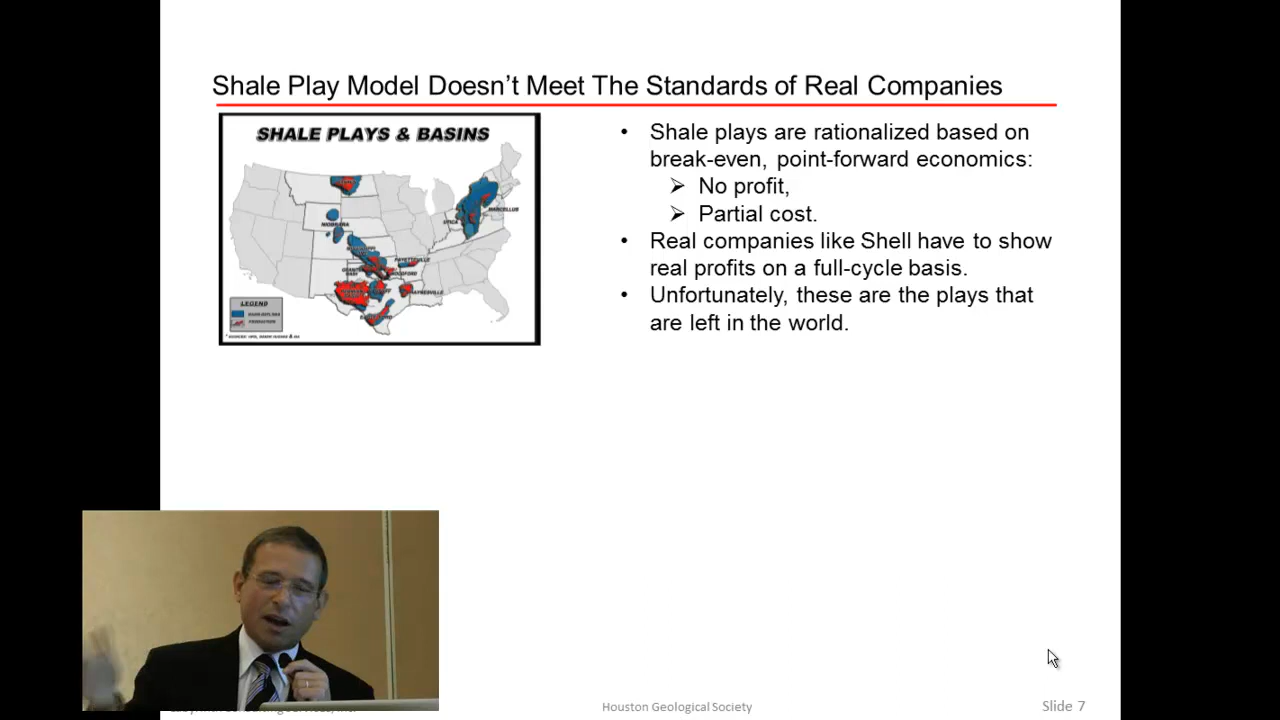 Shale Play Model Doesn’t Meet The Standards of Real Companies
SHALE PLAYS & BASINS
NIOBRARA
UTICA
MARCELLUS
FAYETTEVILLE
GRANITE
WASH
WOODFORD
HAYNESVILLE
LEGEND
• Shale plays are rationalized based on
break-even, point-forward economics:
➢ No profit,
➢ Partial cost.
• Real companies like Shell have to show
real profits on a full-cycle basis.
• Unfortunately, these are the plays that
are left in the world.
Houston Geological Society
Slide 7